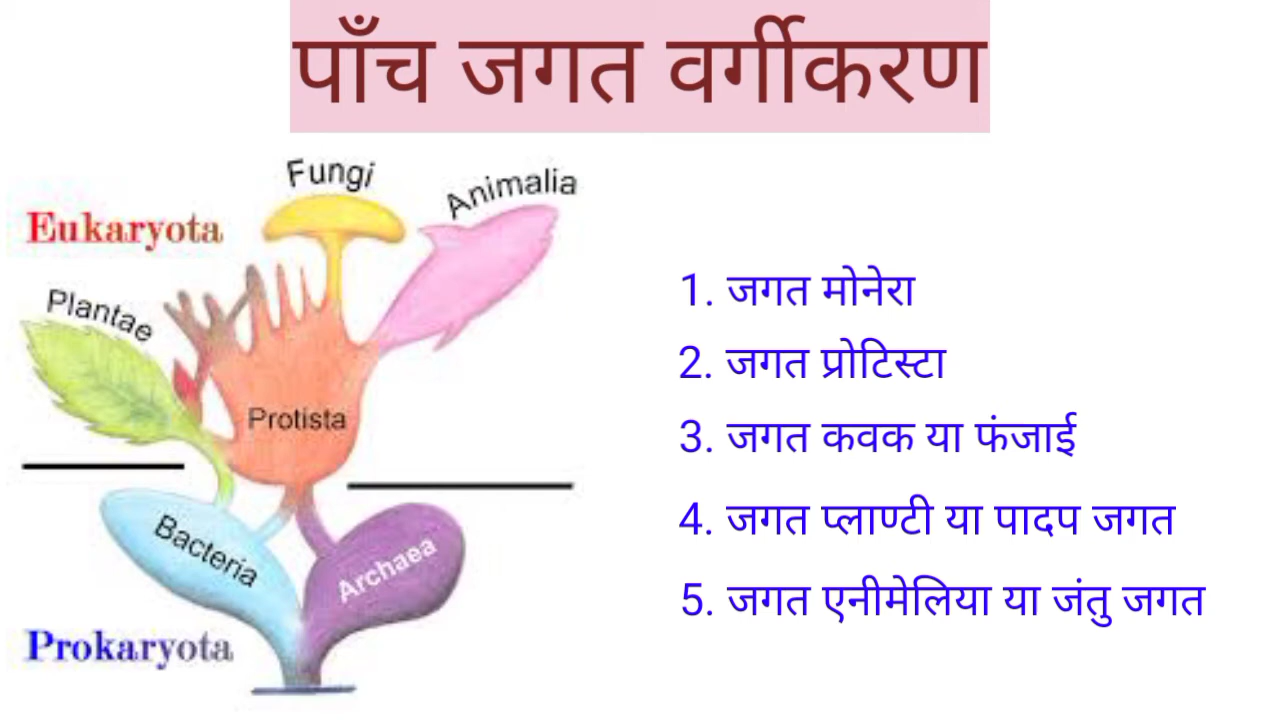 पाँच जगत वर्गीकरण
Fungi
Animalia
Eukaryota
Plantae
Protista
Bacteria
Archaea
Prokaryota
1. जगत मोनेरा
2. जगत प्रोटिस्टा
3. जगत कवक या फंजाई
4. जगत प्लाण्टी या पादप जगत
5. जगत एनीमेलिया या जंतु जगत